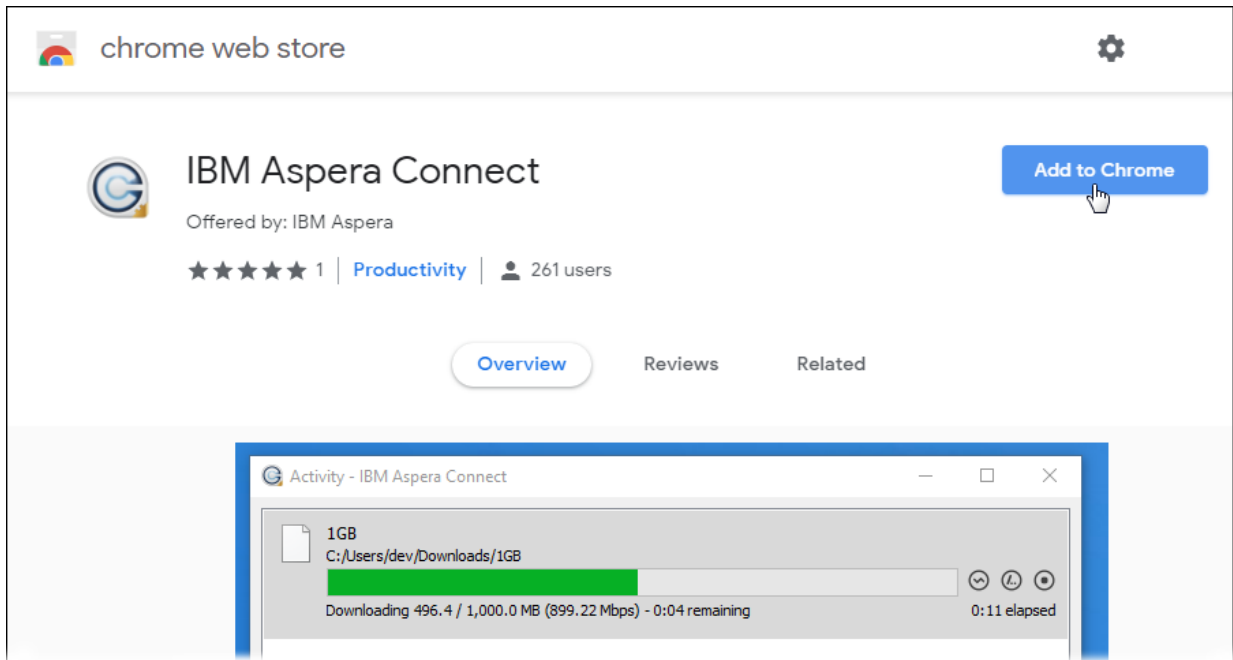 chrome web store
IBM Aspera Connect
Add to Chrome
Offered by: IBM Aspera
1 Productivity 261 users
Overview Reviews Related
Activity - IBM Aspera Connect
1GB
C:/Users/dev/Downloads/1GB
Downloading 496.4 / 1,000.0 MB (899.22 Mbps) - 0:04 remaining 0:11 elapsed